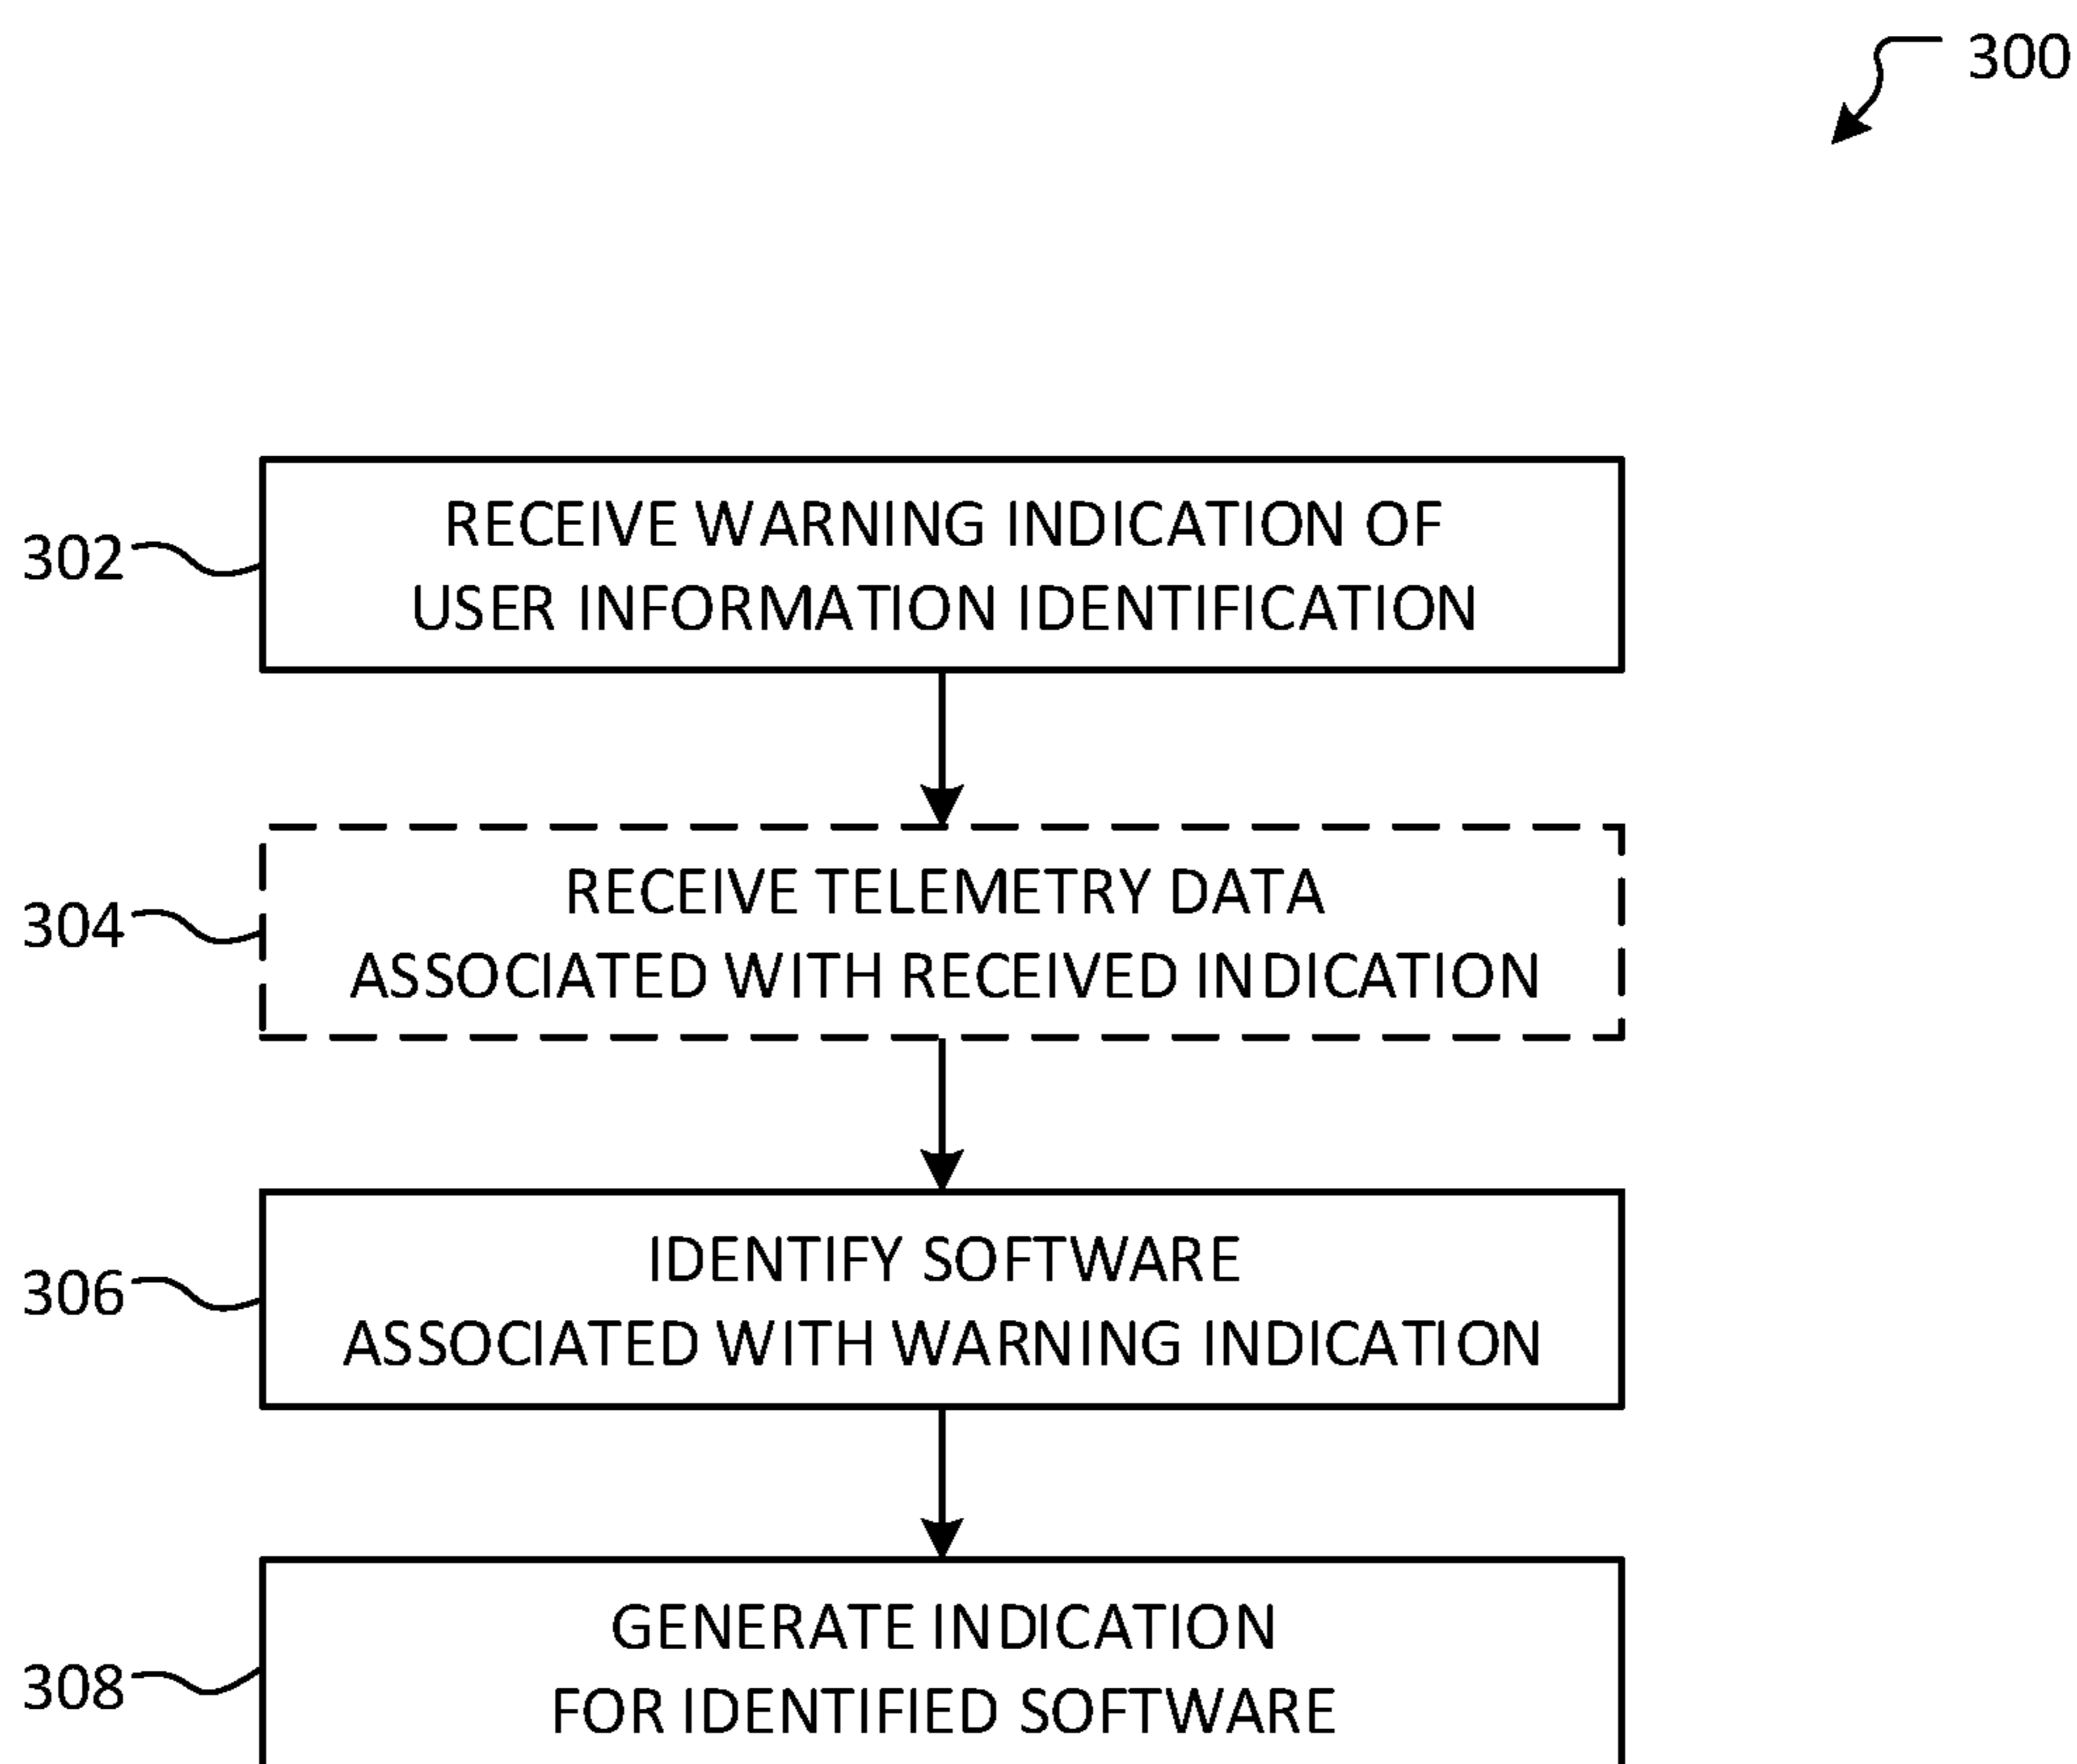 300
302
RECEIVE WARNING INDICATION OF
USER INFORMATION IDENTIFICATION
304
RECEIVE TELEMETRY DATA
ASSOCIATED WITH RECEIVED INDICATION
306
IDENTIFY SOFTWARE
ASSOCIATED WITH WARNING INDICATION
308
GENERATE INDICATION
FOR IDENTIFIED SOFTWARE